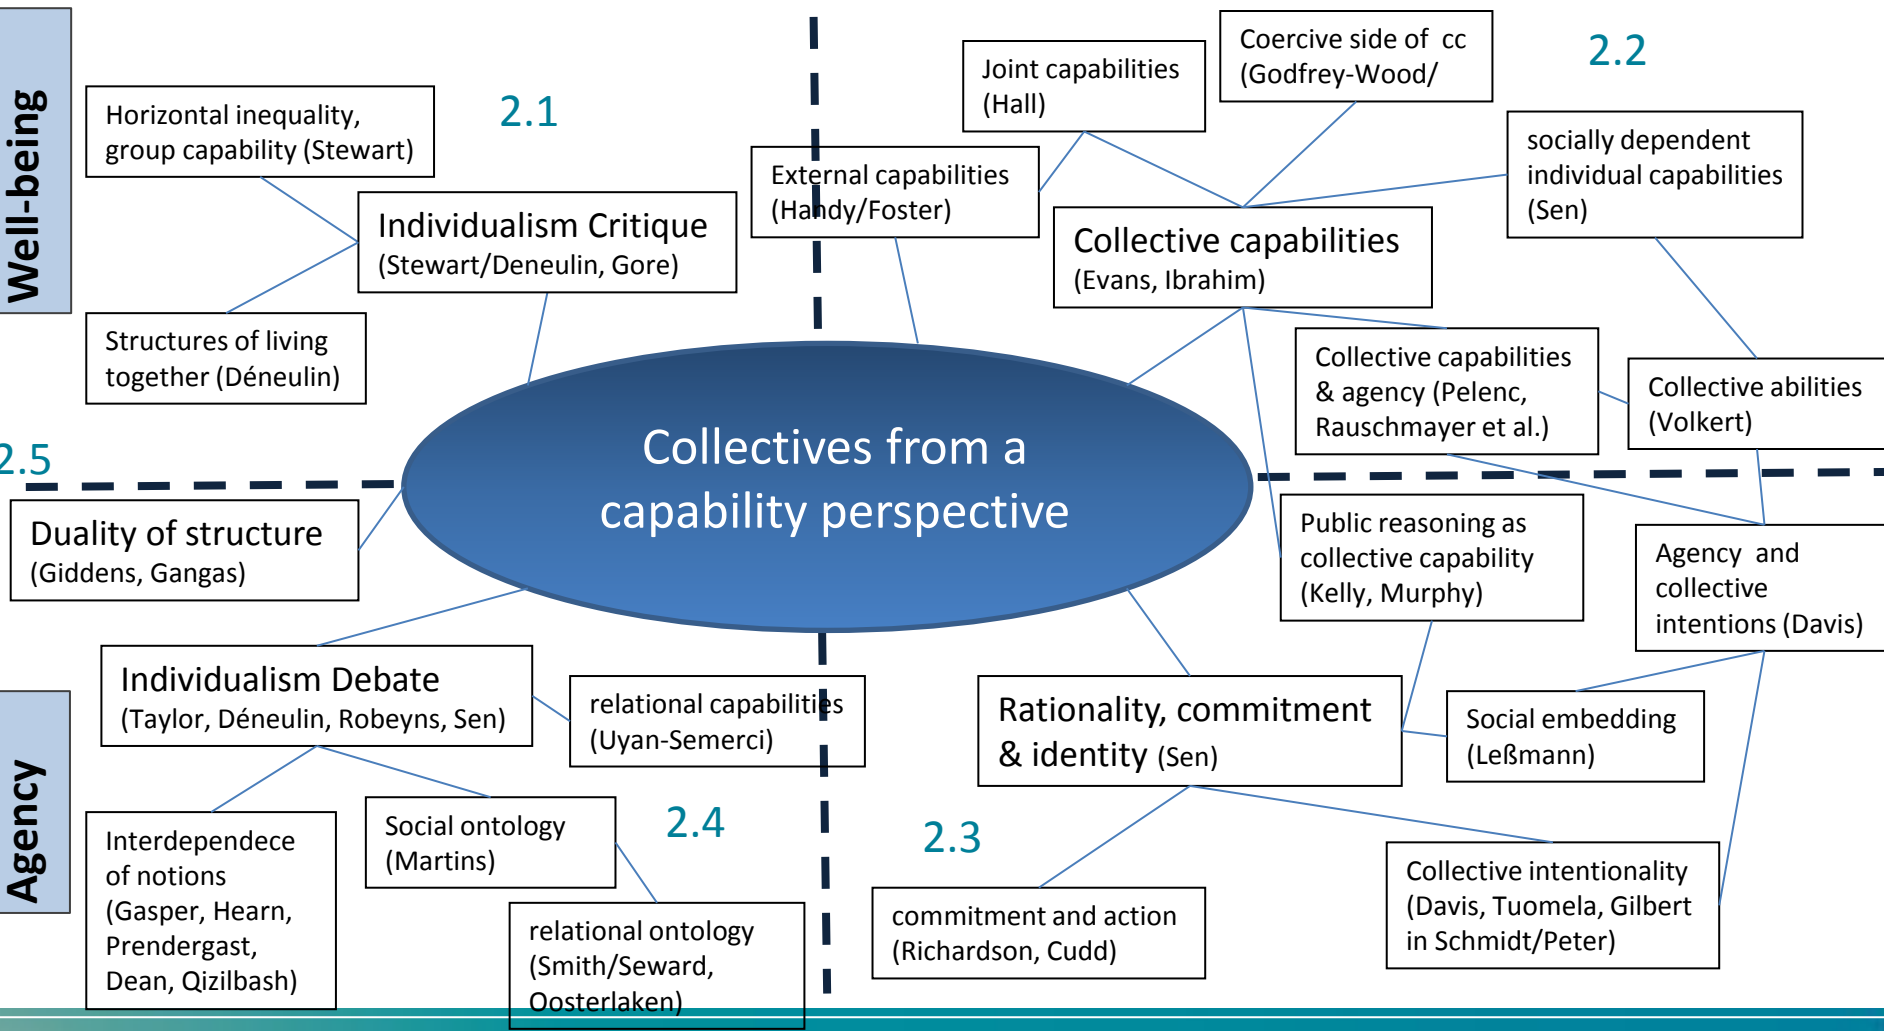 Well-being
Horizontal inequality,
group capability (Stewart)
2.1
Individualism Critique
(Stewart/Deneulin, Gore)
Structures of living
together (Déneulin)
Joint capabilities
(Hall)
Coercive side of  cc
(Godfrey-Wood/
2.2
External capabilities
(Handy/Foster)
socially dependent
individual capabilities
(Sen)
Collective capabilities
(Evans, Ibrahim)
Collective capabilities
& agency (Pelenc,
Rauschmayer et al.)
Collective abilities
(Volkert)
2.5
Collectives from a
capability perspective
Duality of structure
(Giddens, Gangas)
Public reasoning as
collective capability
(Kelly, Murphy)
Agency  and
collective
intentions (Davis)
Agency
Individualism Debate
(Taylor, Déneulin, Robeyns, Sen)
relational capabilities
(Uyan-Semerci)
Rationality, commitment
& identity (Sen)
Social embedding
(Leßmann)
Interdependece
of notions
(Gasper, Hearn,
Prendergast,
Dean, Qizilbash)
Social ontology
(Martins)
2.4
relational ontology
(Smith/Seward,
Oosterlaken)
2.3
commitment and action
(Richardson, Cudd)
Collective intentionality
(Davis, Tuomela, Gilbert
in Schmidt/Peter)